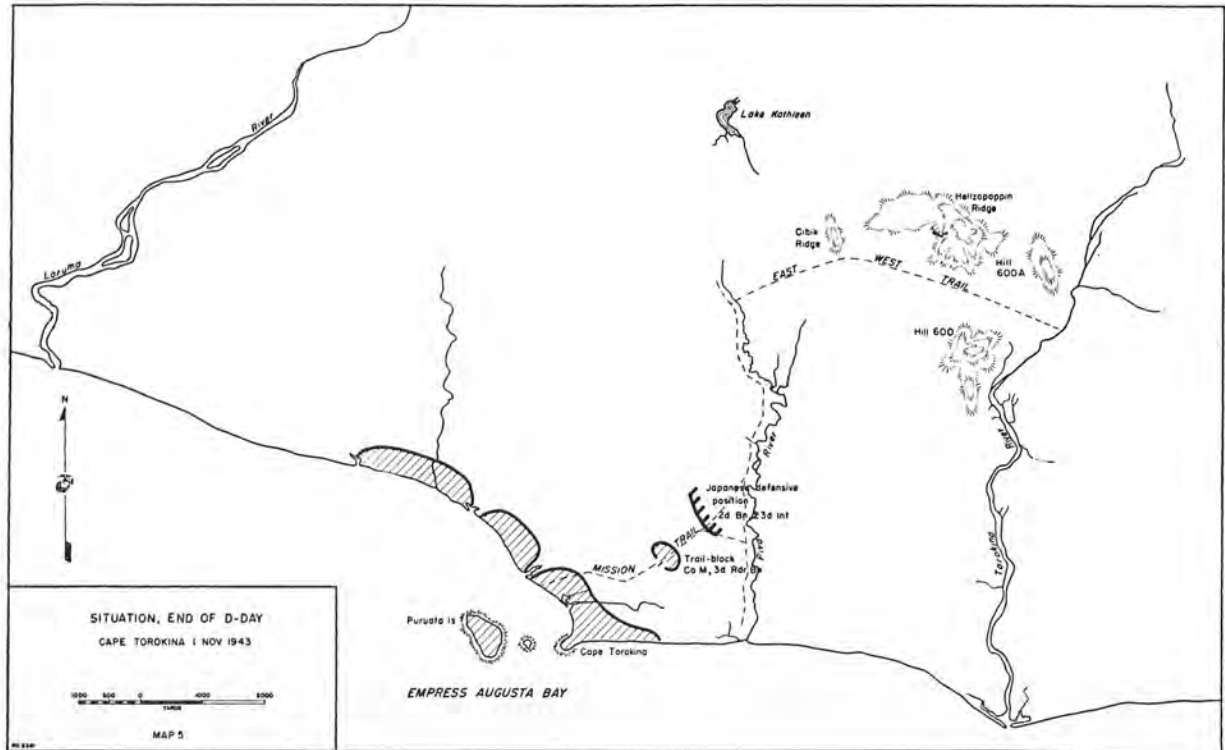 Lake Kathleen
River
Laruma
Hellzapoppin
Ridge
Cibik
Ridge
Hill
600A
EAST WEST TRAIL
Hill 600
N
River
River
Japanese defensive
position
2d Bn, 23d Inf
TRAIL
MISSION
Trail-block
Co M, 3d Rdr Bn
Piva
Torokina
Puruata Is
Cape Torokina
EMPRESS AUGUSTA BAY
SITUATION, END OF D-DAY
CAPE TOROKINA 1 NOV 1943
1000 500 0 1000 2000
YARDS
MAP 5